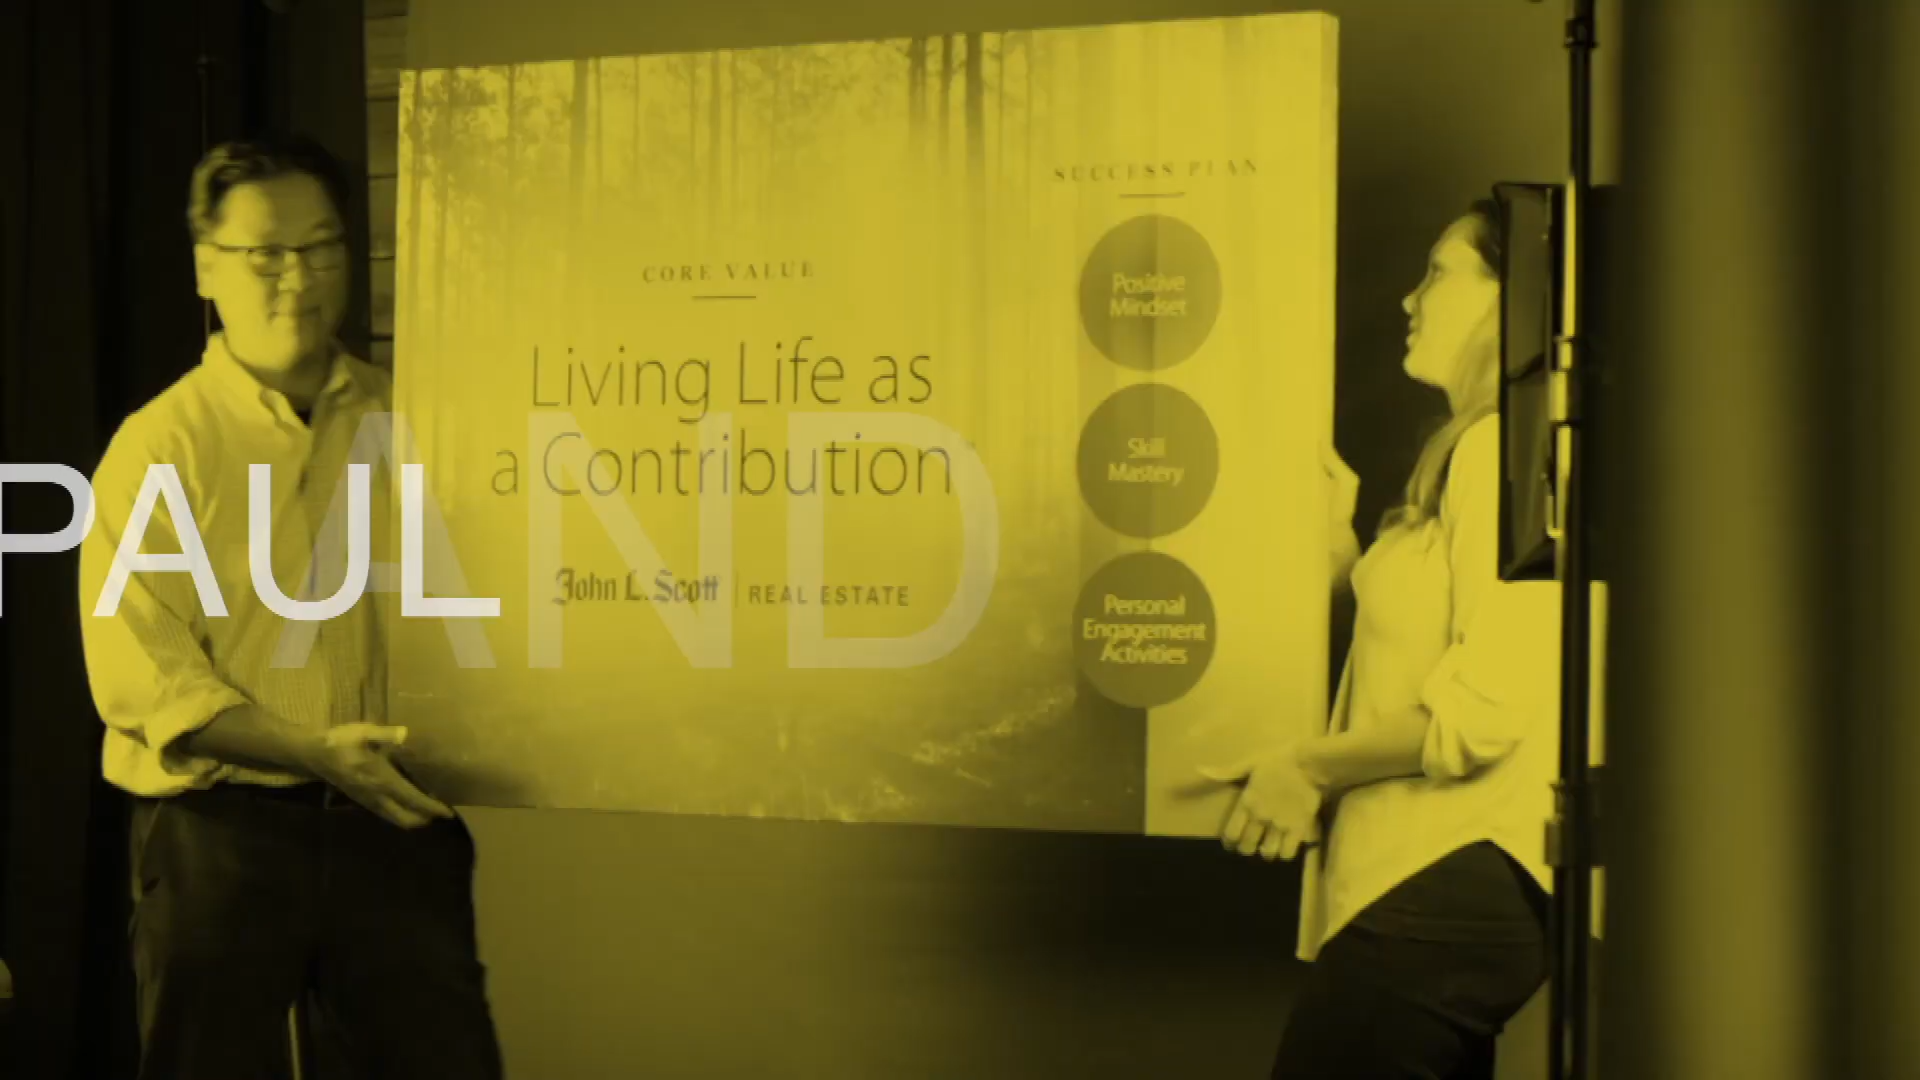 SUCCESS PLAN
CORE VALUE
Living Life as
a Contribution
John L. Scott | REAL ESTATE
Positive
Mindset
Skill
Mastery
Personal
Engagement
Activities
PAUL
AND